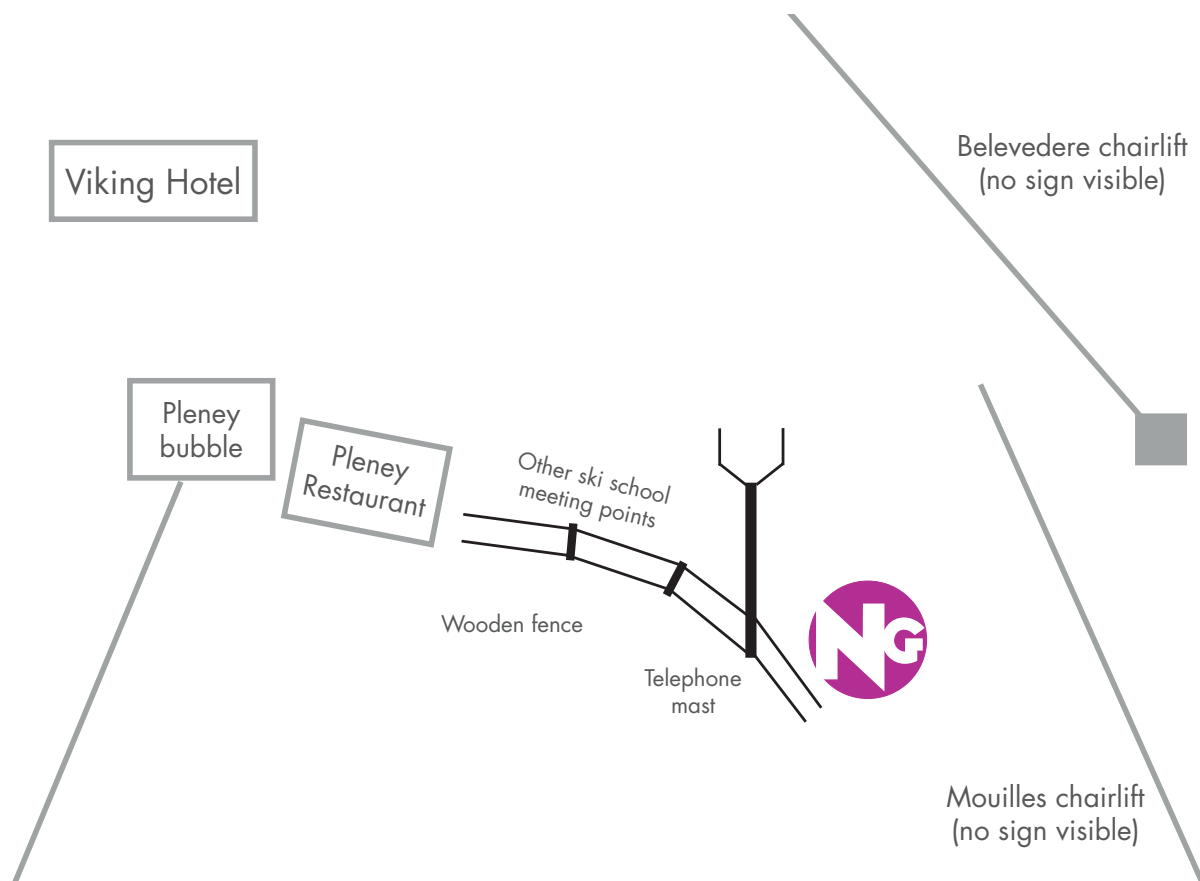 Belevedere chairlift
(no sign visible)
Viking Hotel
Pleney
bubble
Pleney
Restaurant
Other ski school
meeting points
Wooden fence
NG
Telephone
mast
Mouilles chairlift
(no sign visible)